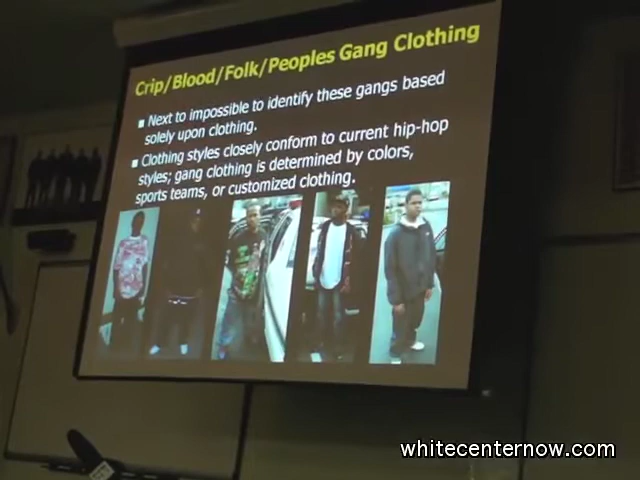 Crip/Blood/Folk/Peoples Gang Clothing
Next to impossible to identify these gangs based
solely upon clothing.
Clothing styles closely conform to current hip-hop
styles; gang clothing is determined by colors,
sports teams, or customized clothing.
whitecenternow.com